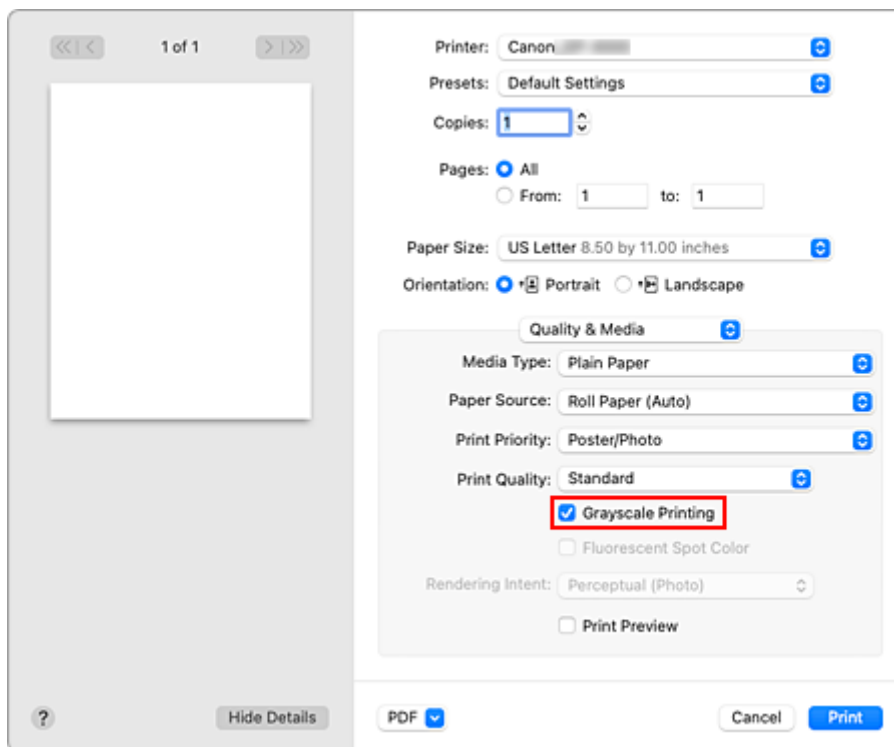 1 of 1
Printer: Canon
Presets: Default Settings
Copies: 1
Pages: All
From: 1 to: 1
Paper Size: US Letter 8.50 by 11.00 inches
Orientation: Portrait Landscape
Quality & Media
Media Type: Plain Paper
Paper Source: Roll Paper (Auto)
Print Priority: Poster/Photo
Print Quality: Standard
Grayscale Printing
Fluorescent Spot Color
Rendering Intent: Perceptual (Photo)
Print Preview
? Hide Details PDF Cancel Print